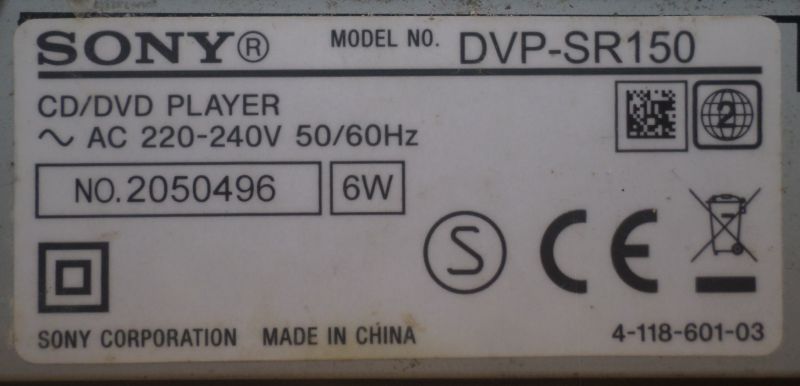 SONY® MODEL NO. DVP-SR150
CD/DVD PLAYER
~ AC 220-240V 50/60Hz
2
NO.2050496 6W
S CE
SONY CORPORATION MADE IN CHINA 4-118-601-03